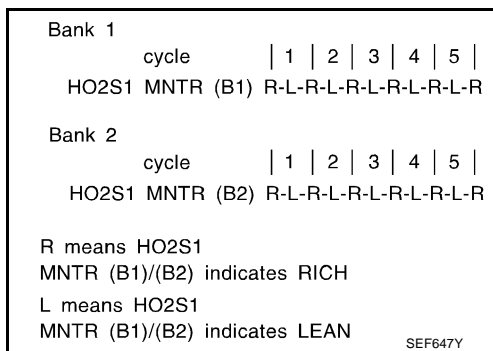 Bank 1
cycle | 1 | 2 | 3 | 4 | 5 |
HO2S1 MNTR (B1) R-L-R-L-R-L-R-L-R-L-R
Bank 2
cycle | 1 | 2 | 3 | 4 | 5 |
HO2S1 MNTR (B2) R-L-R-L-R-L-R-L-R-L-R
R means HO2S1
MNTR (B1)/(B2) indicates RICH
L means HO2S1
MNTR (B1)/(B2) indicates LEAN
SEF647Y